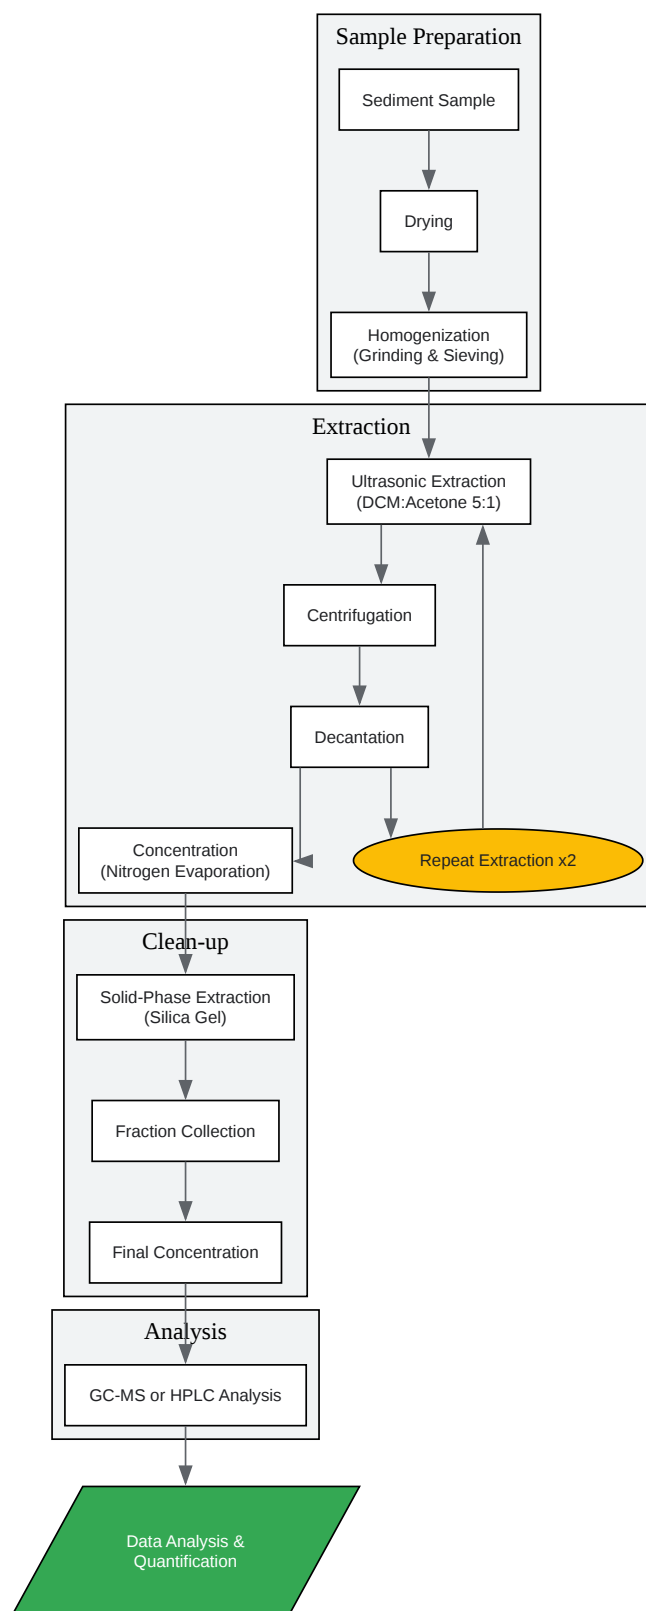 Sample Preparation
Sediment Sample
Drying
Homogenization
(Grinding & Sieving)
Extraction
Ultrasonic Extraction
(DCM:Acetone 5:1)
Centrifugation
Decantation
Concentration
(Nitrogen Evaporation)
Repeat Extraction x2
Clean-up
Solid-Phase Extraction
(Silica Gel)
Fraction Collection
Final Concentration
Analysis
GC-MS or HPLC Analysis
Data Analysis &
Quantification